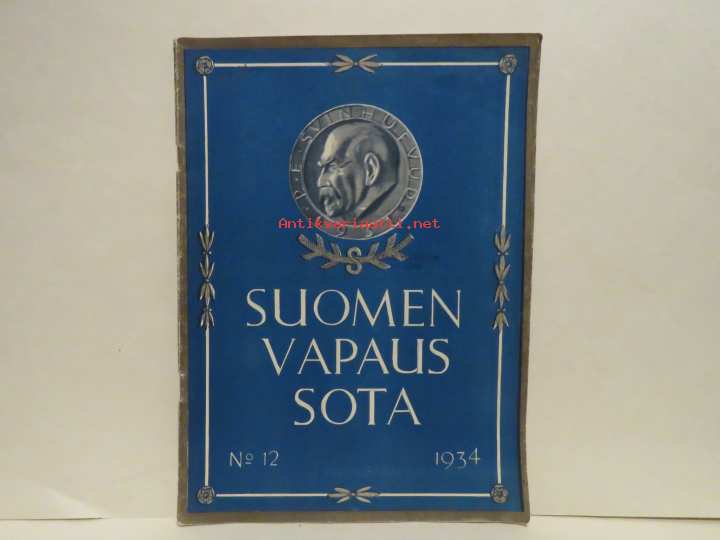 P·E·SVINHUFVUD
Antikvariaatti.net
S
SUOMEN
VAPAUS
SOTA
No 12 1934